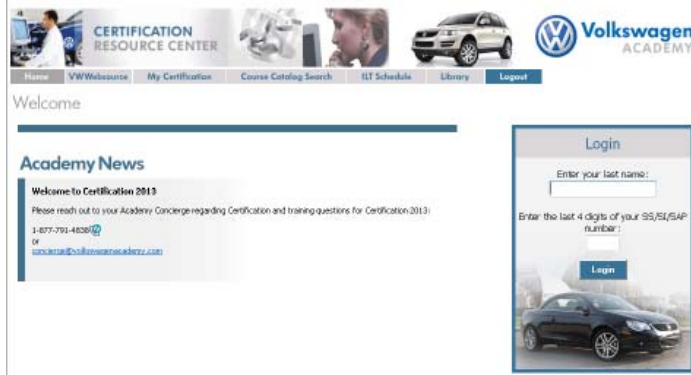 CERTIFICATION
RESOURCE CENTER
Volkswagen
ACADEMY
Home VWWebsource My Certification Course Catalog Search ILT Schedule Library Logout
Welcome
Academy News
Welcome to Certification 2013
Please reach out to your Academy Concierge regarding Certification and training questions for Certification 2013:
1-877-791-4838
or
concierge@volkswagenacademy.com
Login
Enter your last name:
Enter the last 4 digits of your SS/SI/SAP
number:
Login